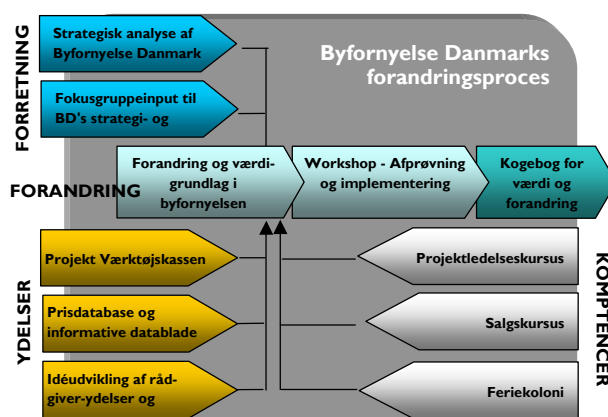 Byfornyelse Danmarks
forandringsproces
FORRETNING
Strategisk analyse af
Byfornyelse Danmark
Fokusgruppeinput til
BD's strategi- og
FORANDRING
Forandring og værdi-
grundlag i
byfornyelsen
Workshop - Afprøvning
og implementering
Kogebog for
værdi og
forandring
YDELSER
Projekt Værktøjskassen
Prisdatabase og
informative datablade
Idéudvikling af råd-
giver-ydelser og
KOMPTENCER
Projektledelseskursus
Salgskursus
Feriekoloni